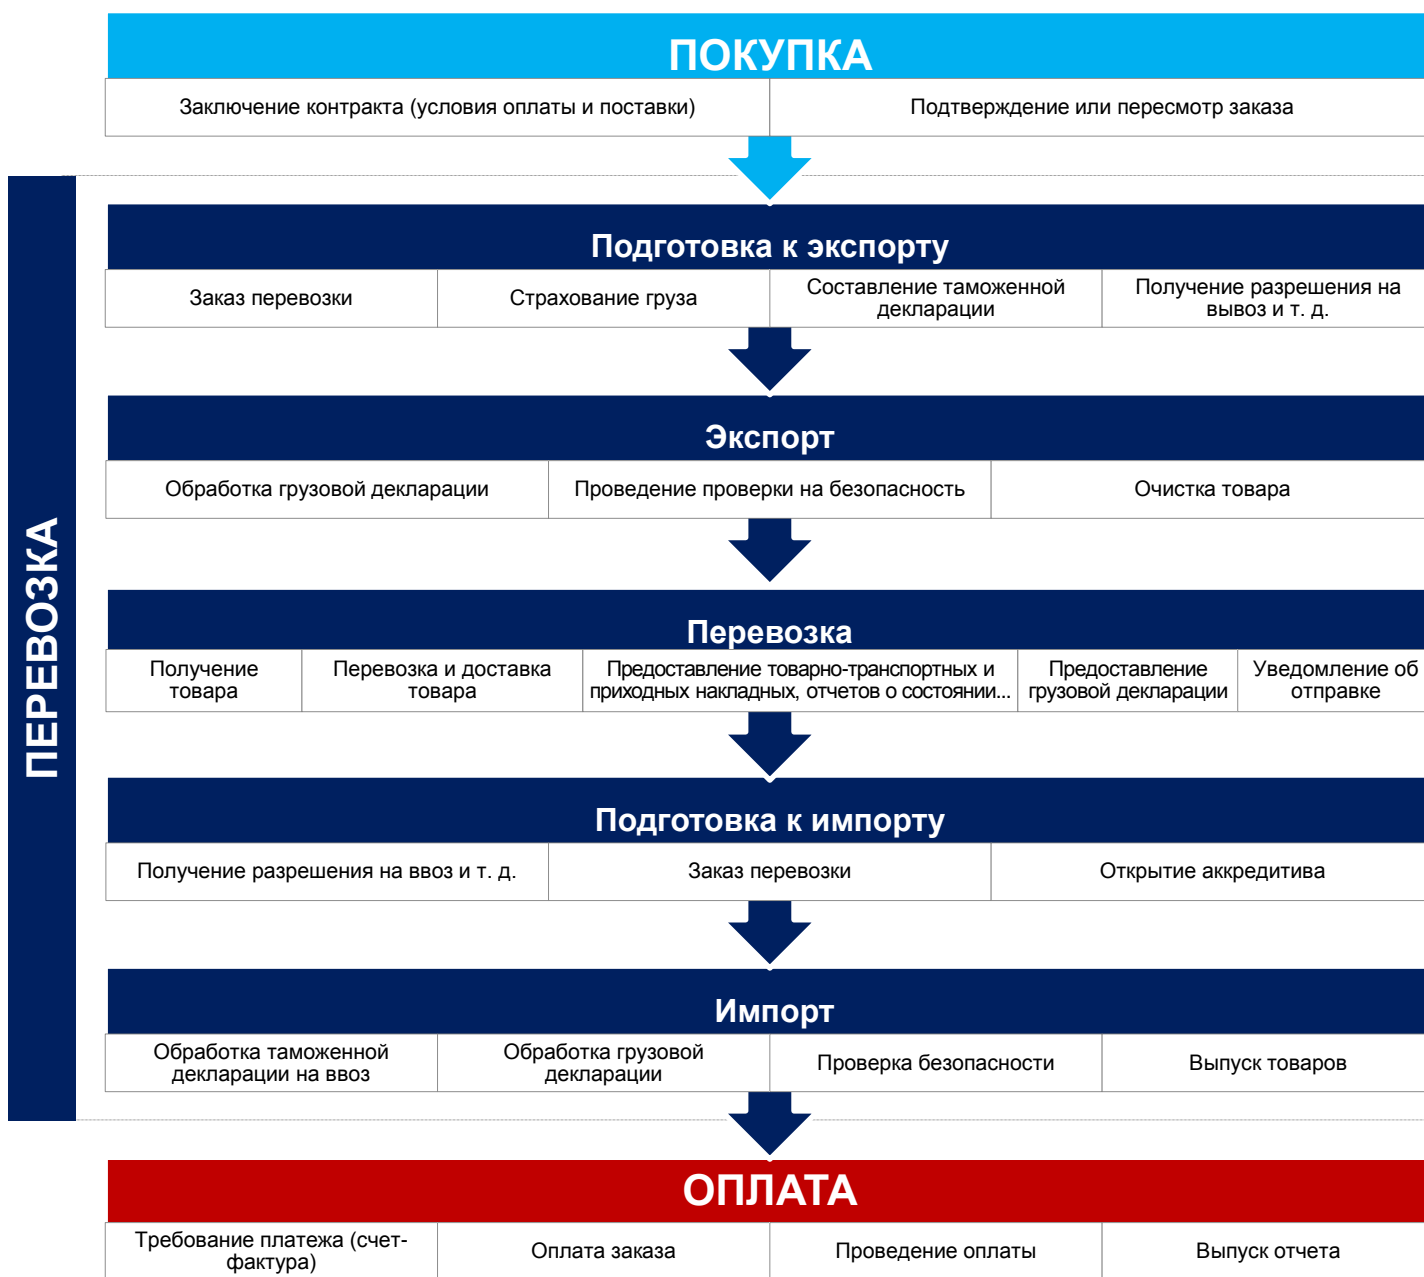 ПОКУПКА
Заключение контракта (условия оплаты и поставки)
Подтверждение или пересмотр заказа
ПЕРЕВОЗКА
Подготовка к экспорту
Заказ перевозки
Страхование груза
Составление таможенной
декларации
Получение разрешения на
вывоз и т. д.
Экспорт
Обработка грузовой декларации
Проведение проверки на безопасность
Очистка товара
Перевозка
Получение
товара
Перевозка и доставка
товара
Предоставление товарно-транспортных и
приходных накладных, отчетов о состоянии...
Предоставление
грузовой декларации
Уведомление об
отправке
Подготовка к импорту
Получение разрешения на ввоз и т. д.
Заказ перевозки
Открытие аккредитива
Импорт
Обработка таможенной
декларации на ввоз
Обработка грузовой
декларации
Проверка безопасности
Выпуск товаров
ОПЛАТА
Требование платежа (счет-
фактура)
Оплата заказа
Проведение оплаты
Выпуск отчета